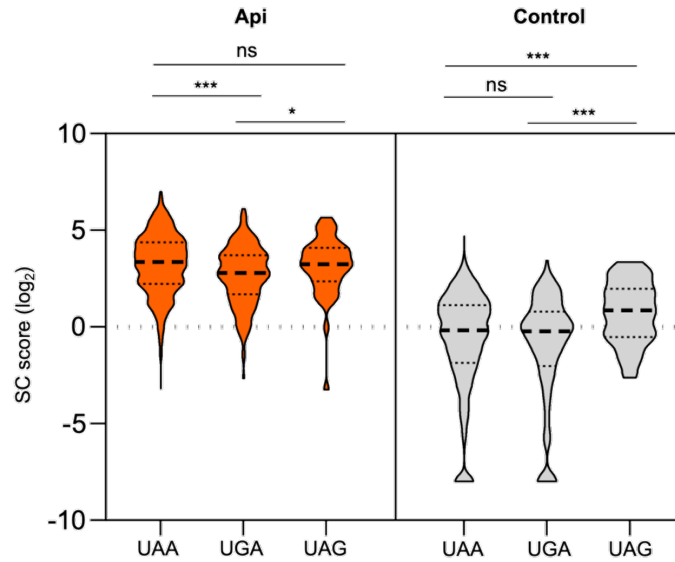 Api Control
ns ***
*** ns
* ***
10
5
0
-5
-10
SC score (log₂)
UAA UGA UAG UAA UGA UAG